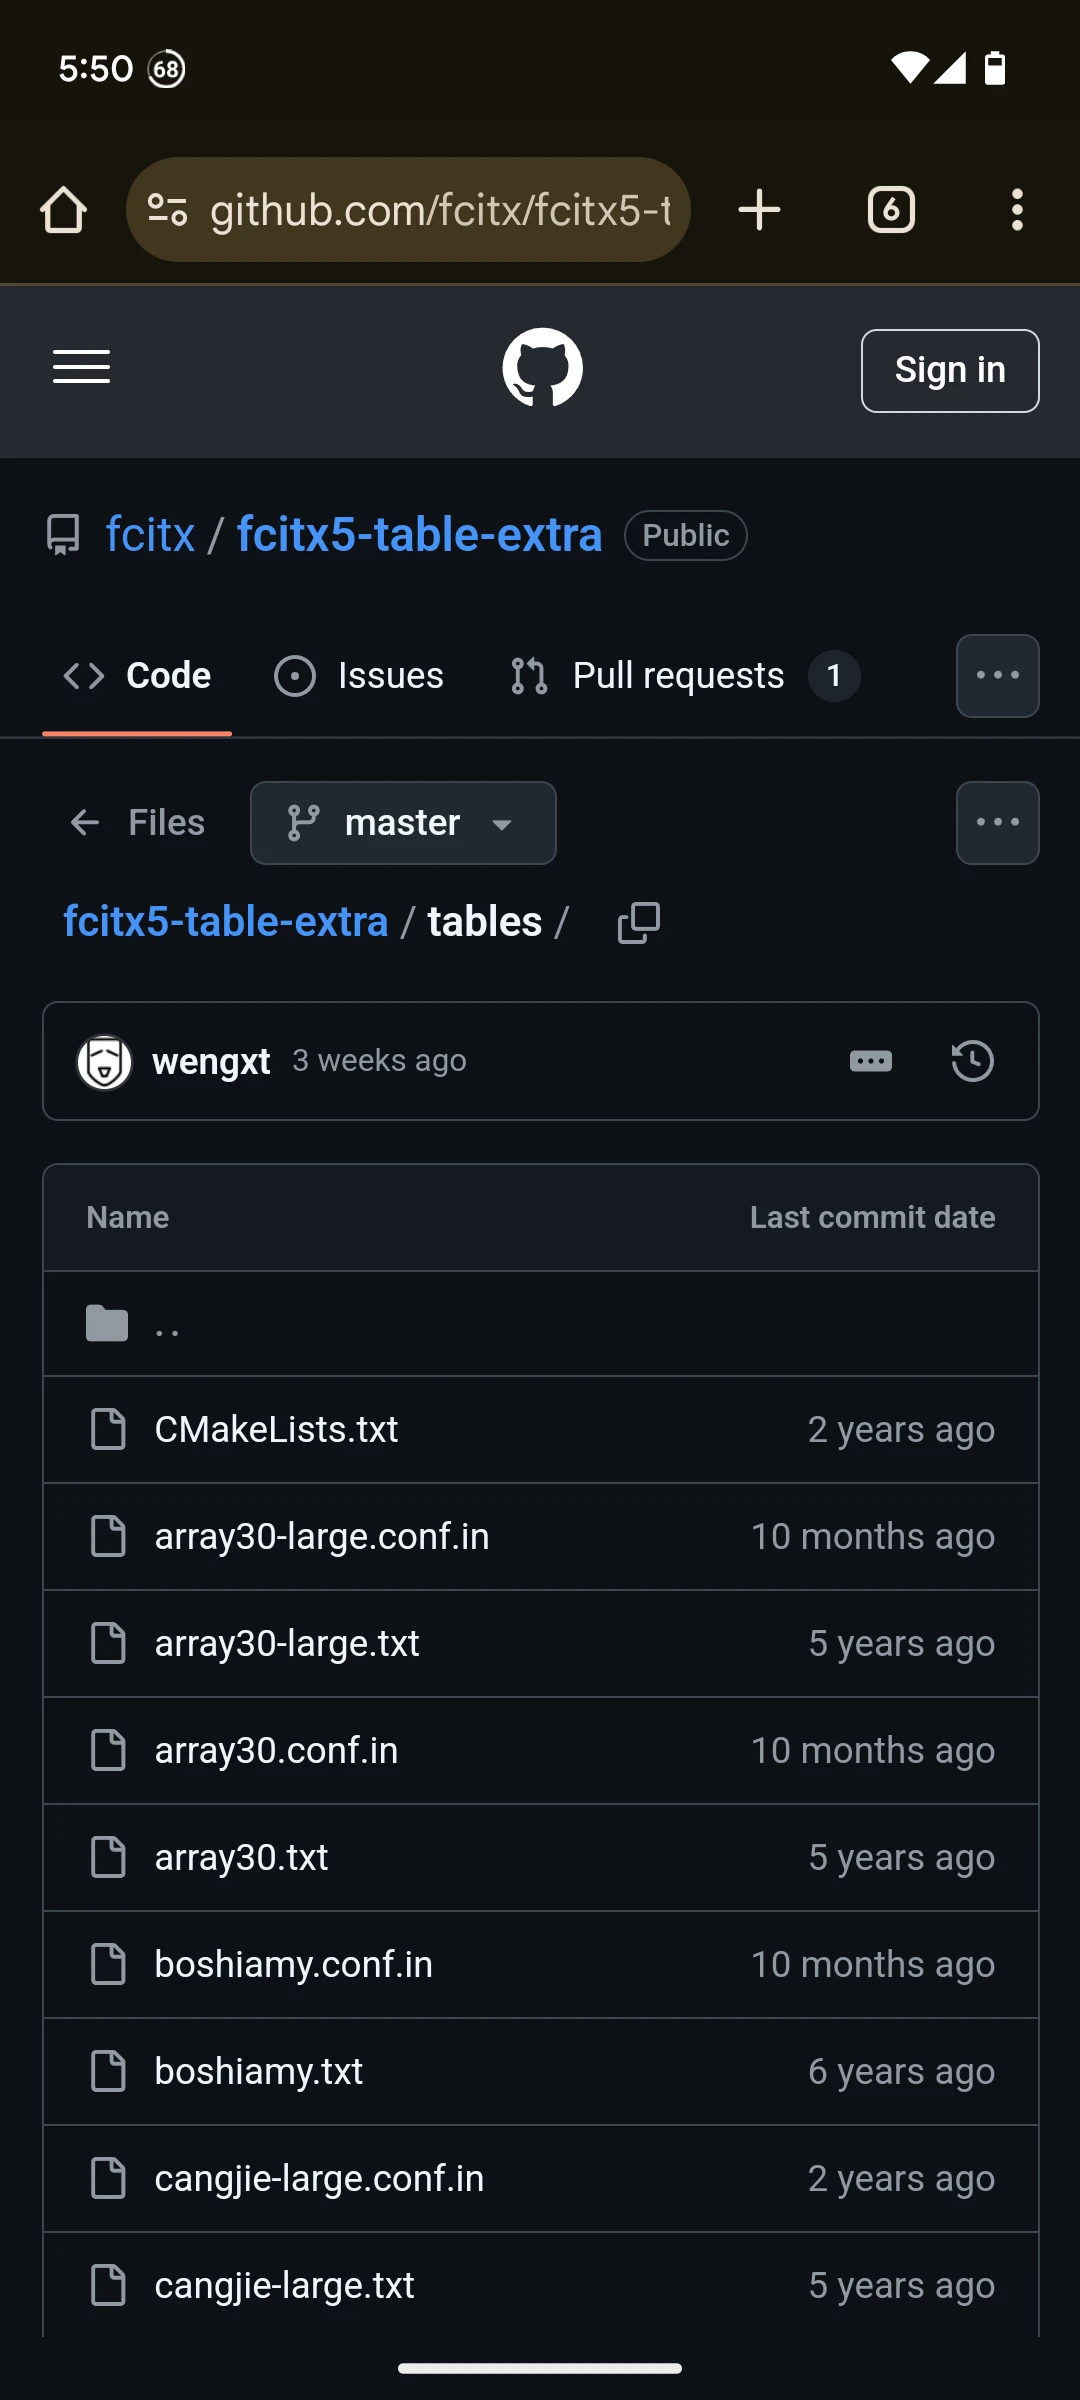 5:50 68
github.com/fcitx/fcitx5-t 6
Sign in
fcitx / fcitx5-table-extra Public
Code Issues Pull requests 1
Files master
fcitx5-table-extra / tables /
wengxt 3 weeks ago
Name Last commit date
..
CMakeLists.txt 2 years ago
array30-large.conf.in 10 months ago
array30-large.txt 5 years ago
array30.conf.in 10 months ago
array30.txt 5 years ago
boshiamy.conf.in 10 months ago
boshiamy.txt 6 years ago
cangjie-large.conf.in 2 years ago
cangjie-large.txt 5 years ago